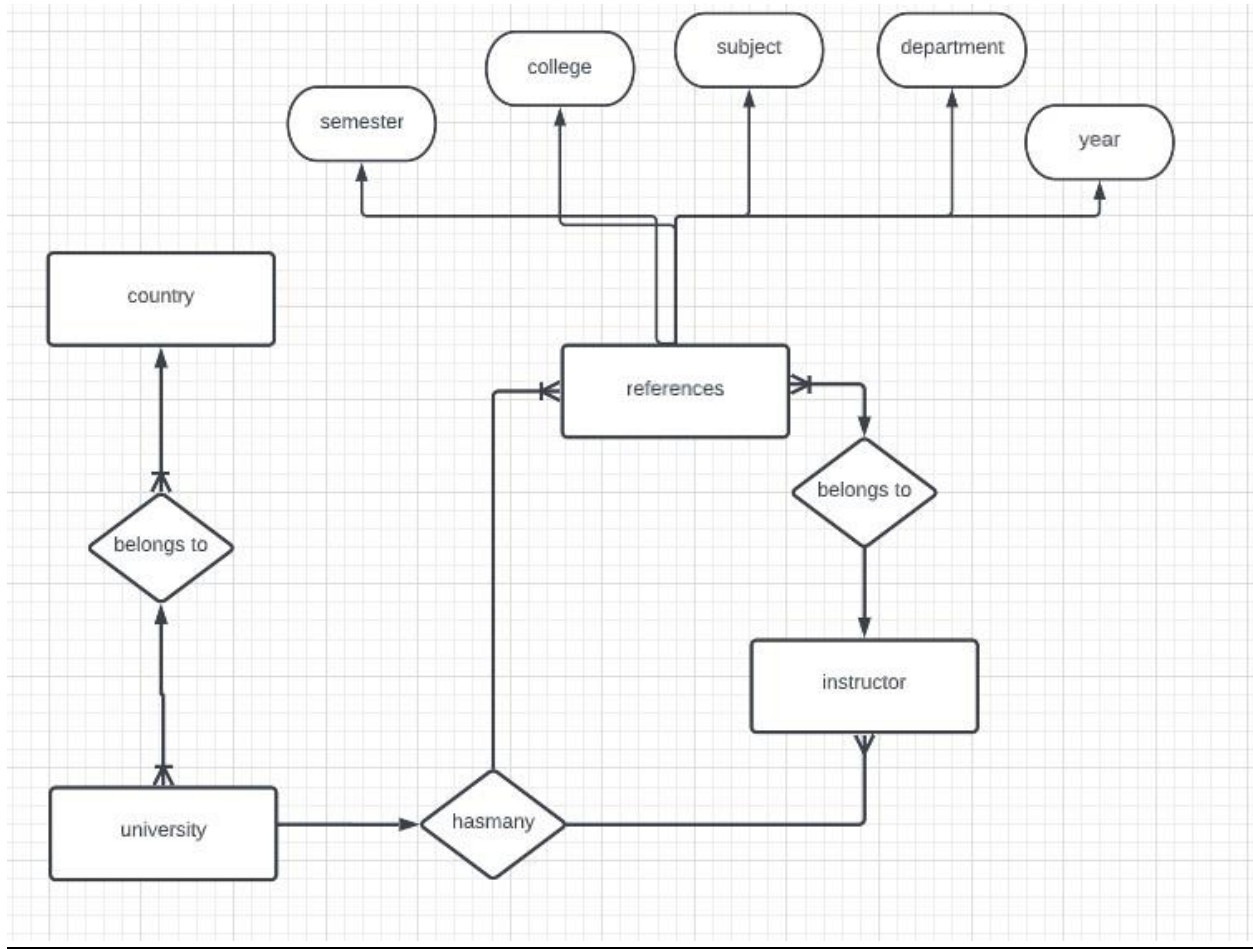 subject
department
college
semester
year
country
references
belongs to
belongs to
instructor
hasmany
university